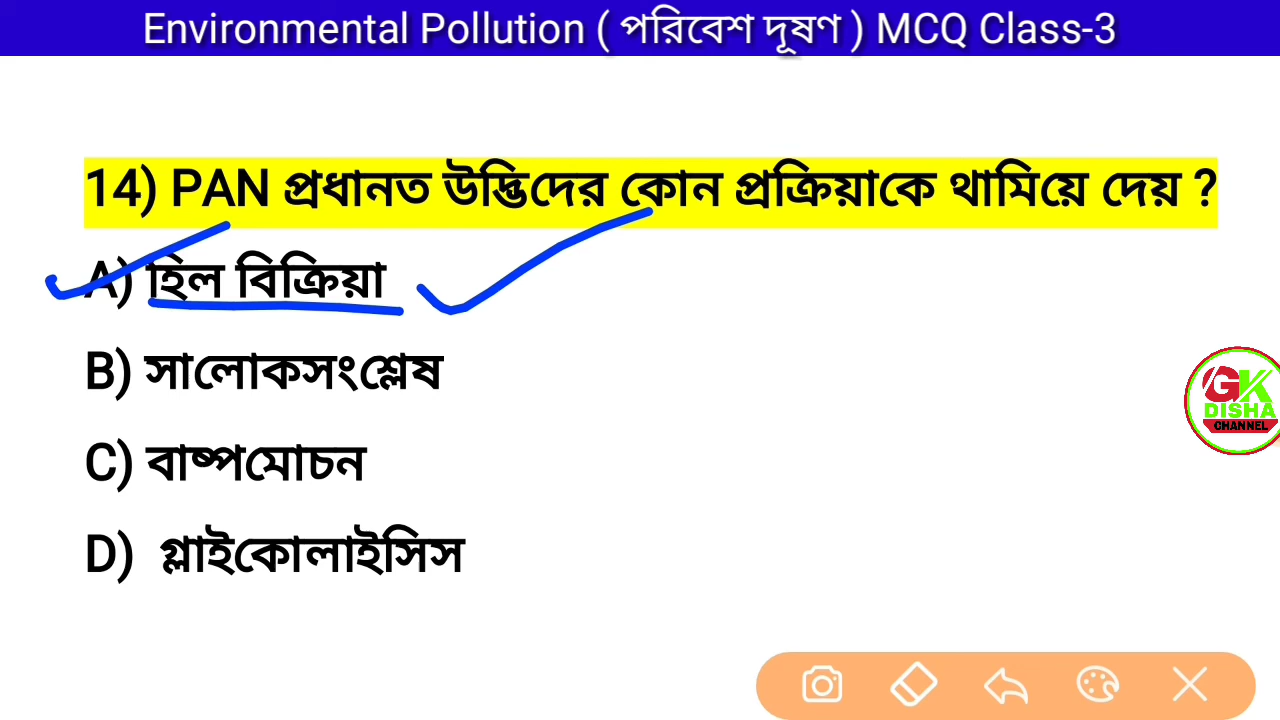 Environmental Pollution ( পরিবেশ দূষণ ) MCQ Class-3
14) PAN প্রধানত উদ্ভিদের কোন প্রক্রিয়াকে থামিয়ে দেয় ?
A) হিল বিক্রিয়া
B) সালোকসংশ্লেষ
C) বাষ্পমোচন
D) গ্লাইকোলাইসিস
GK
DISHA
CHANNEL